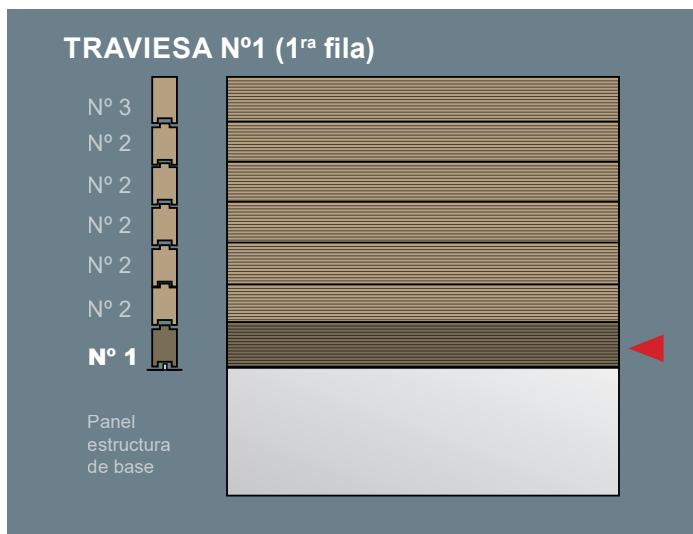 TRAVIESA Nº1 (1ra fila)
Nº 3
Nº 2
Nº 2
Nº 2
Nº 2
Nº 2
Nº 1
Panel
estructura
de base